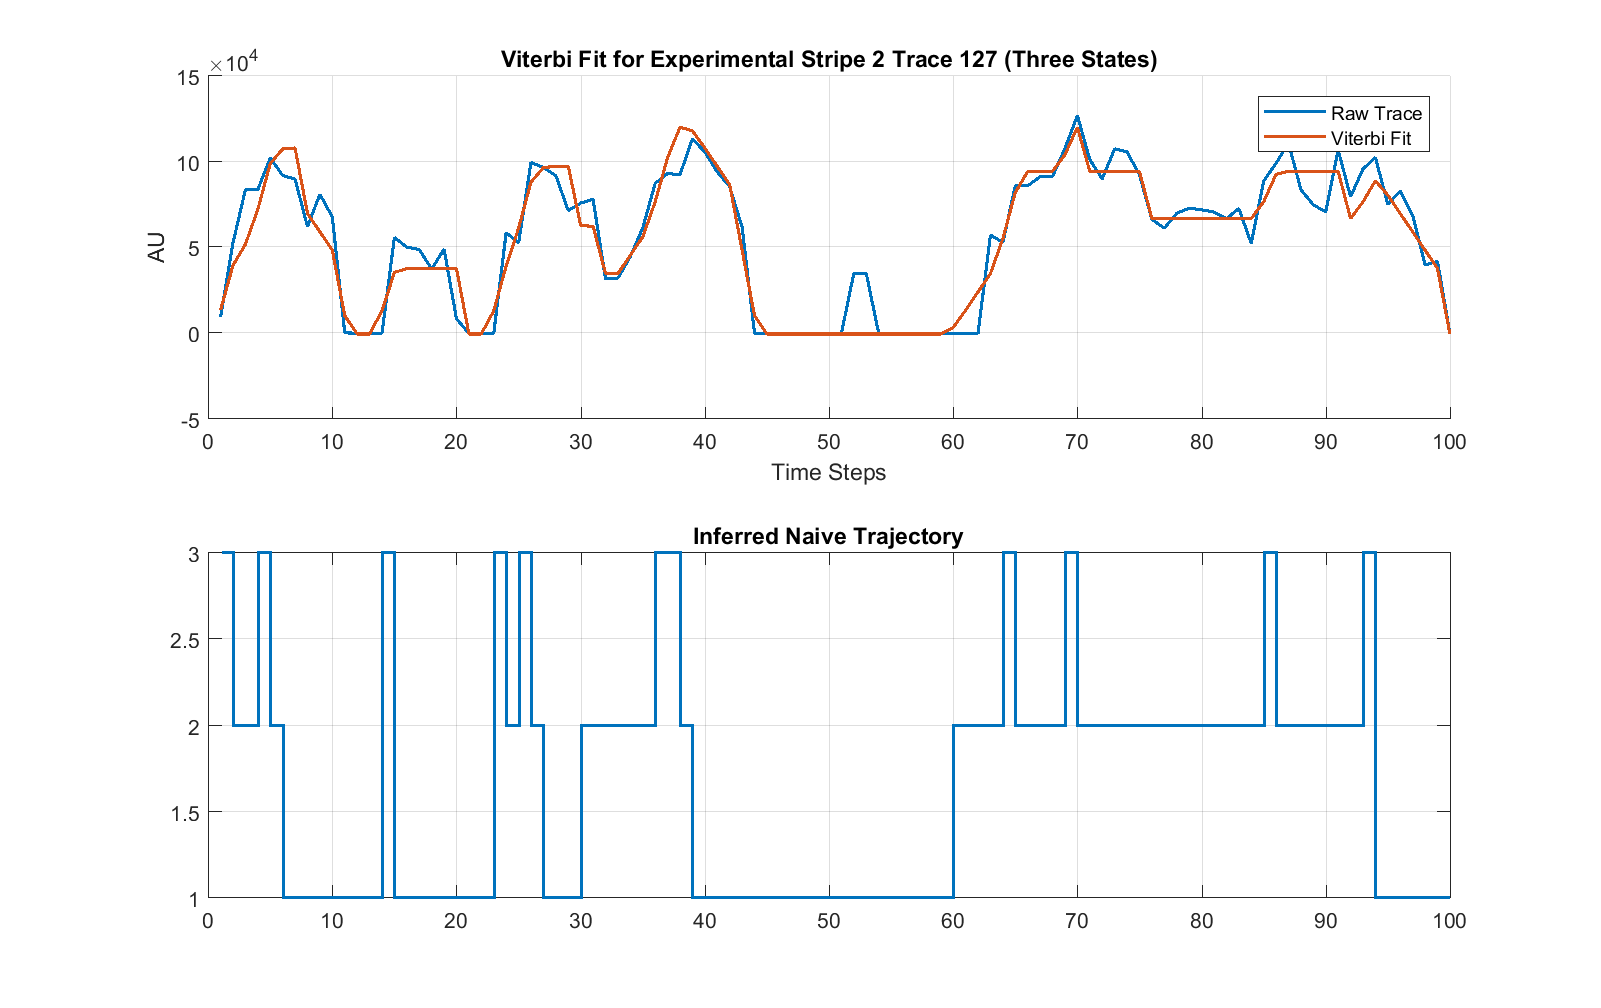 Viterbi Fit for Experimental Stripe 2 Trace 127 (Three States)
×10⁴
15
10
5
0
-5
AU
Raw Trace
Viterbi Fit
0 10 20 30 40 50 60 70 80 90 100
Time Steps
Inferred Naive Trajectory
3
2.5
2
1.5
1
0 10 20 30 40 50 60 70 80 90 100